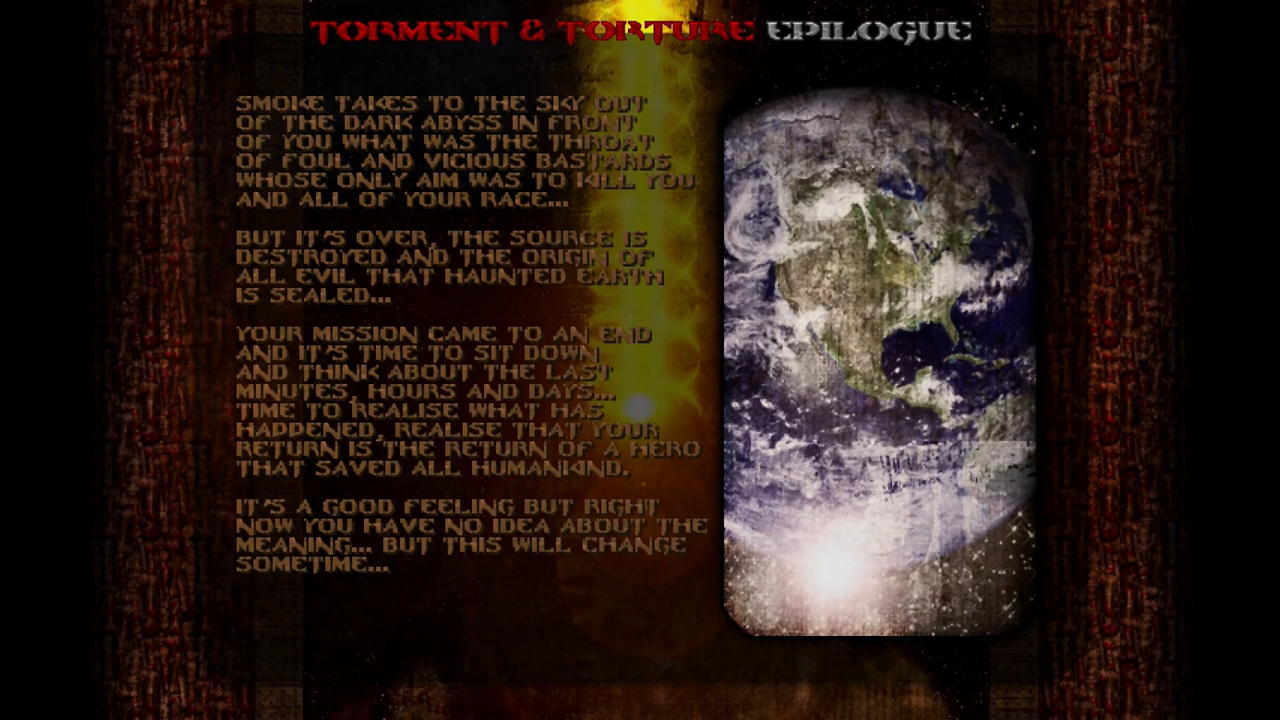 TORMENT & TORTURE EPILOGUE
SMOKE TAKES TO THE SKY OUT
OF THE DARK ABYSS IN FRONT
OF YOU WHAT WAS THE THROAT
OF FOUL AND VICIOUS BASTARDS
WHOSE ONLY AIM WAS TO KILL YOU
AND ALL OF YOUR RACE...
BUT IT'S OVER, THE SOURCE IS
DESTROYED AND THE ORIGIN OF
ALL EVIL THAT HAUNTED EARTH
IS SEALED...
YOUR MISSION CAME TO AN END
AND IT'S TIME TO SIT DOWN
AND THINK ABOUT THE LAST
MINUTES, HOURS AND DAYS...
TIME TO REALISE WHAT HAS
HAPPENED, REALISE THAT YOUR
RETURN IS THE RETURN OF A HERO
THAT SAVED ALL HUMANKIND.
IT'S A GOOD FEELING BUT RIGHT
NOW YOU HAVE NO IDEA ABOUT THE
MEANING... BUT THIS WILL CHANGE
SOMETIME...